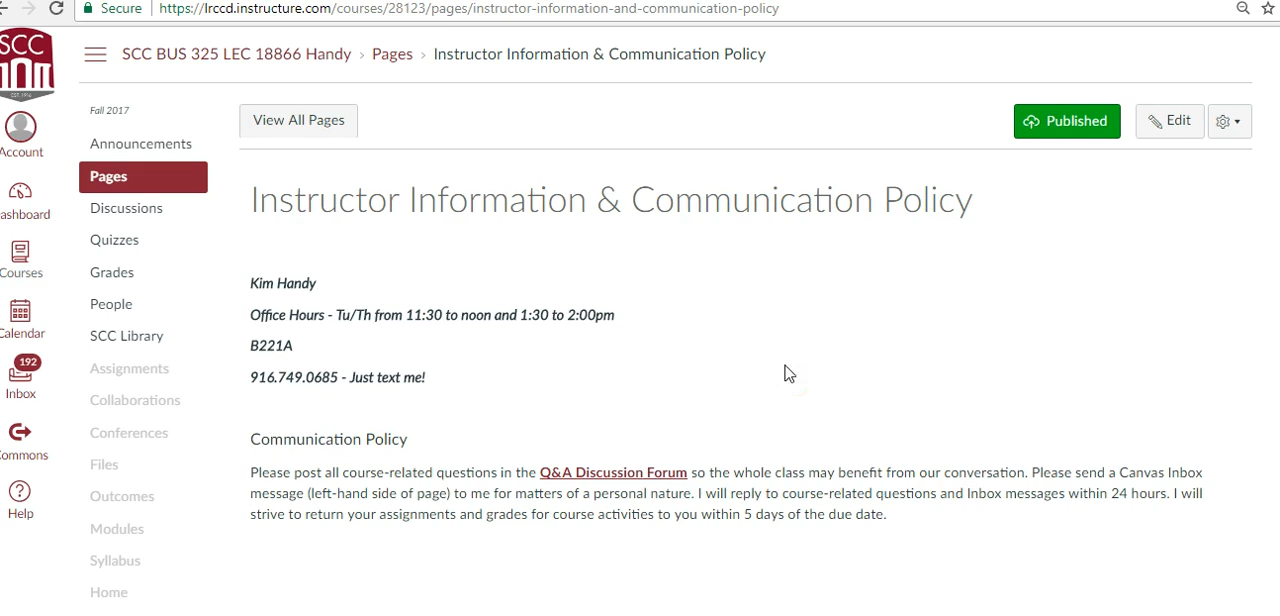 Secure
https://lrccd.instructure.com/courses/28123/pages/instructor-information-and-communication-policy
SCC
EST. 1916
SCC BUS 325 LEC 18866 Handy › Pages › Instructor Information & Communication Policy
Account
ashboard
Courses
Calendar
192
Inbox
ommons
Help
Fall 2017
Announcements
Pages
Discussions
Quizzes
Grades
People
SCC Library
Assignments
Collaborations
Conferences
Files
Outcomes
Modules
Syllabus
Home
View All Pages
Published
Edit
Instructor Information & Communication Policy
Kim Handy
Office Hours - Tu/Th from 11:30 to noon and 1:30 to 2:00pm
B221A
916.749.0685 - Just text me!
Communication Policy
Please post all course-related questions in the Q&A Discussion Forum so the whole class may benefit from our conversation. Please send a Canvas Inbox
message (left-hand side of page) to me for matters of a personal nature. I will reply to course-related questions and Inbox messages within 24 hours. I will
strive to return your assignments and grades for course activities to you within 5 days of the due date.